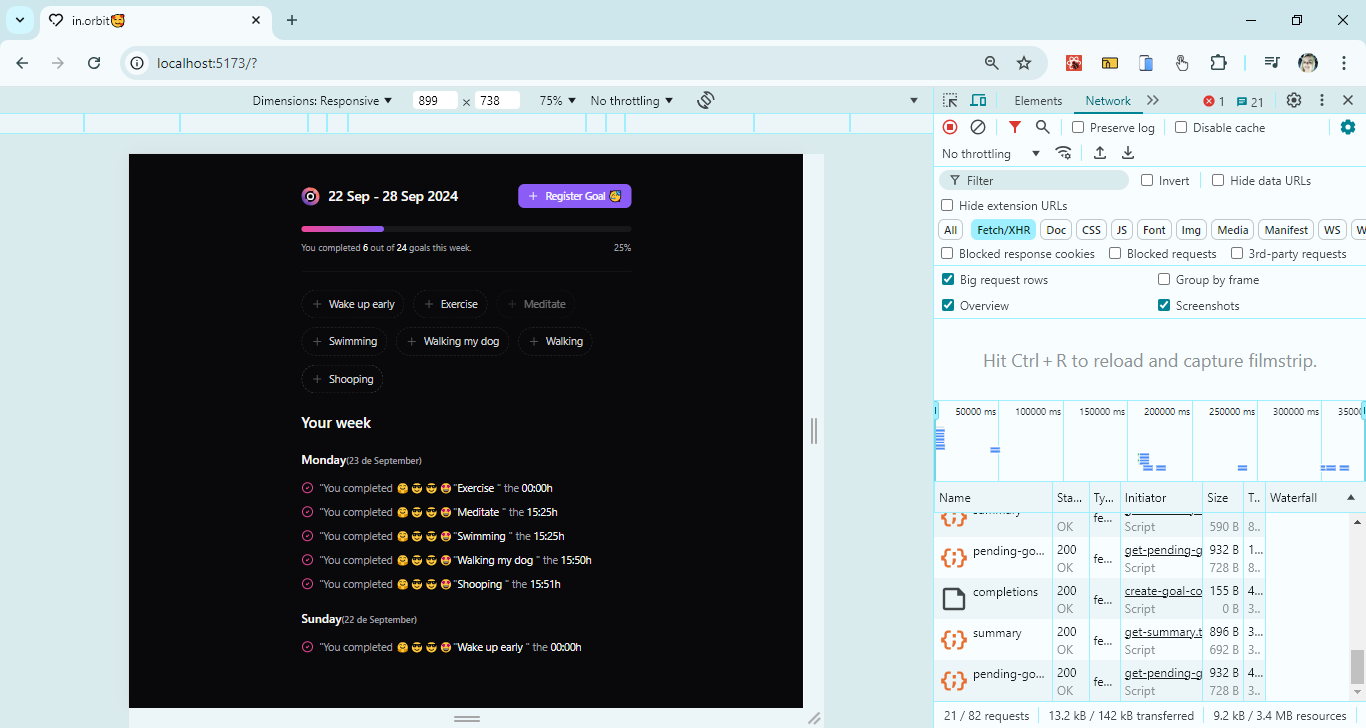 in.orbit🥰
localhost:5173/?
Dimensions: Responsive 899 × 738 75% No throttling
Elements Network 1 21
Preserve log Disable cache
No throttling
Filter Invert Hide data URLs
Hide extension URLs
All Fetch/XHR Doc CSS JS Font Img Media Manifest WS W
Blocked response cookies Blocked requests 3rd-party requests
Big request rows Group by frame
Overview Screenshots
Hit Ctrl + R to reload and capture filmstrip.
50000 ms 100000 ms 150000 ms 200000 ms 250000 ms 300000 ms 35000
Name Sta... Ty... Initiator Size T.. Waterfall
OK fe... Script 590 B 8...
pending-go... 200 fe... get-pending-g 932 B 1...
OK Script 728 B 8...
completions 200 fe... create-goal-co 155 B 4...
OK Script 0 B 3...
summary 200 fe... get-summary.t 896 B 3...
OK Script 692 B 3...
pending-go... 200 fe... get-pending-g 932 B 4...
OK Script 728 B 3...
21 / 82 requests 13.2 kB / 142 kB transferred 9.2 kB / 3.4 MB resources
22 Sep - 28 Sep 2024 + Register Goal 🥳
You completed 6 out of 24 goals this week. 25%
+ Wake up early + Exercise + Meditate
+ Swimming + Walking my dog + Walking
+ Shooping
Your week
Monday(23 de September)
"You completed 🤗 😎 😎 🤩"Exercise " the 00:00h
"You completed 🤗 😎 😎 🤩"Meditate " the 15:25h
"You completed 🤗 😎 😎 🤩"Swimming " the 15:25h
"You completed 🤗 😎 😎 🤩"Walking my dog " the 15:50h
"You completed 🤗 😎 😎 🤩"Shooping " the 15:51h
Sunday(22 de September)
"You completed 🤗 😎 😎 🤩"Wake up early " the 00:00h